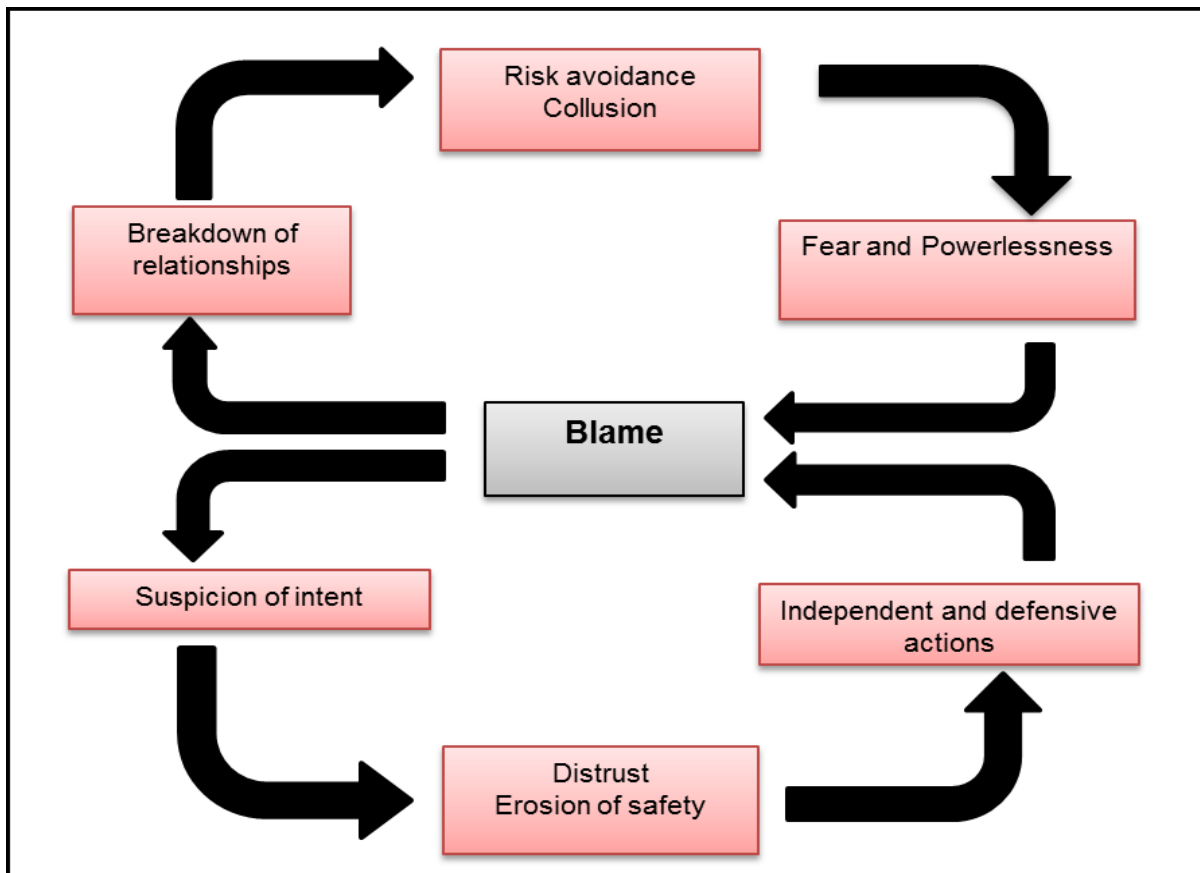 Risk avoidance
Collusion
Breakdown of
relationships
Fear and Powerlessness
Blame
Suspicion of intent
Independent and defensive
actions
Distrust
Erosion of safety